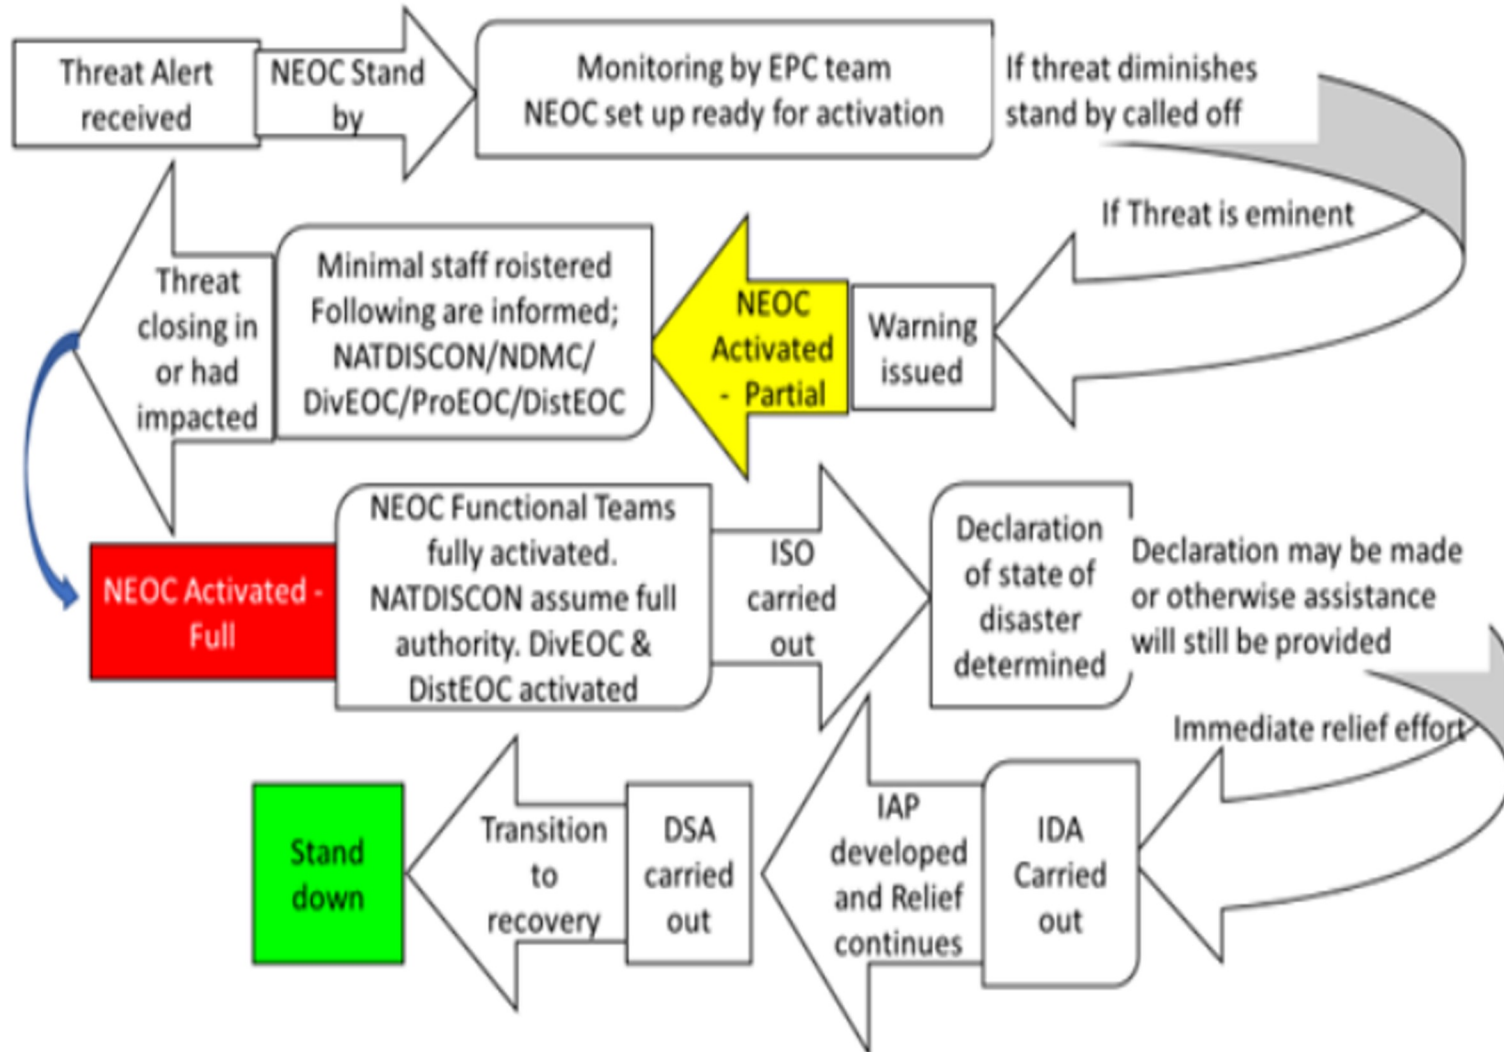 Threat Alert
received
NEOC Stand
by
Monitoring by EPC team
NEOC set up ready for activation
If threat diminishes
stand by called off
If Threat is eminent
Warning
issued
NEOC
Activated
- Partial
Minimal staff roistered
Following are informed;
NATDISCON/NDMC/
DivEOC/ProEOC/DistEOC
Threat
closing in
or had
impacted
NEOC Activated -
Full
NEOC Functional Teams
fully activated.
NATDISCON assume full
authority. DivEOC &
DistEOC activated
ISO
carried
out
Declaration
of state of
disaster
determined
Declaration may be made
or otherwise assistance
will still be provided
Immediate relief effort
IDA
Carried
out
IAP
developed
and Relief
continues
DSA
carried
out
Transition
to
recovery
Stand
down